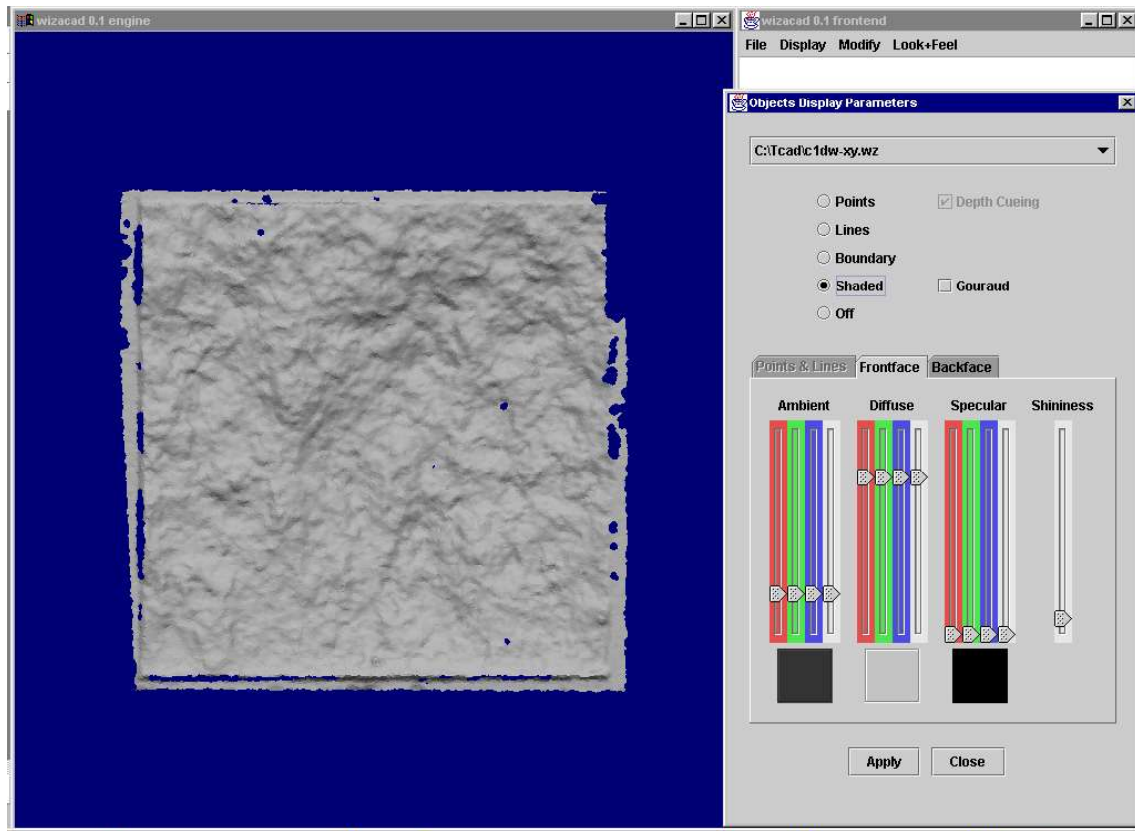 wizacad 0.1 engine
wizacad 0.1 frontend
File Display Modify Look+Feel
Objects Display Parameters
C:\Tcad\c1dw-xy.wz
Points Depth Cueing
Lines
Boundary
Shaded Gouraud
Off
Points & Lines Frontface Backface
Ambient Diffuse Specular Shininess
Apply Close